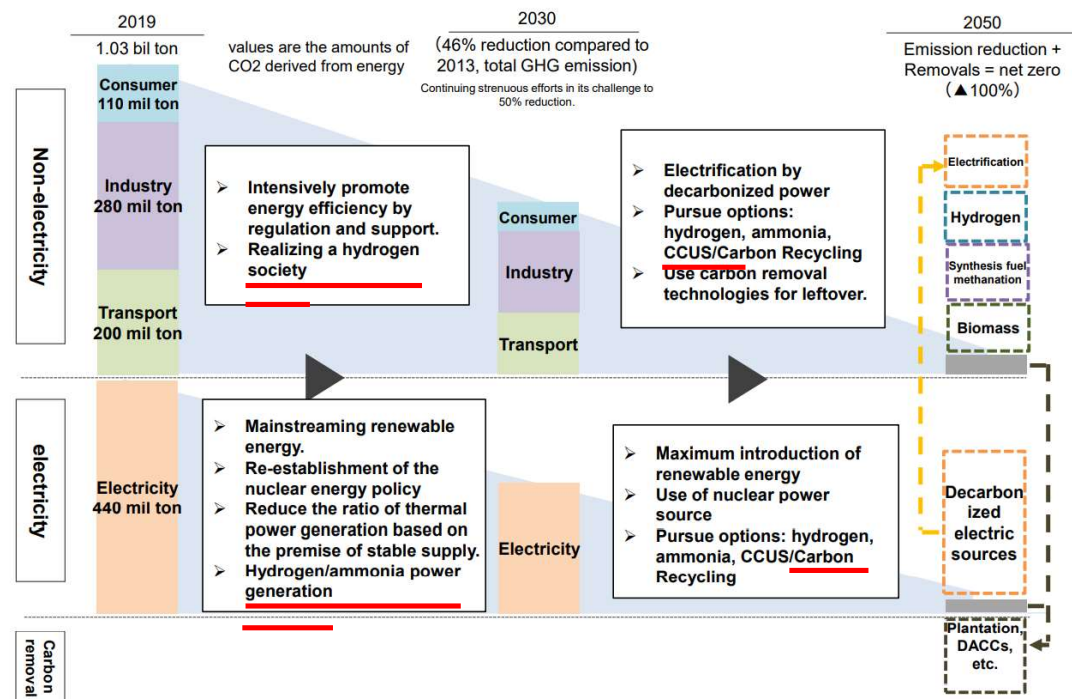 2019
1.03 bil ton
values are the amounts of
CO2 derived from energy
2030
(46% reduction compared to
2013, total GHG emission)
Continuing strenuous efforts in its challenge to
50% reduction.
2050
Emission reduction +
Removals = net zero
(▲100%)
Non-electricity
Consumer
110 mil ton
Industry
280 mil ton
Transport
200 mil ton
➢ Intensively promote
energy efficiency by
regulation and support.
➢ Realizing a hydrogen
society
Consumer
Industry
Transport
➢ Electrification by
decarbonized power
➢ Pursue options:
hydrogen, ammonia,
CCUS/Carbon Recycling
➢ Use carbon removal
technologies for leftover.
Electrification
Hydrogen
Synthesis fuel
methanation
Biomass
electricity
Electricity
440 mil ton
➢ Mainstreaming renewable
energy.
➢ Re-establishment of the
nuclear energy policy
➢ Reduce the ratio of thermal
power generation based on
the premise of stable supply.
➢ Hydrogen/ammonia power
generation
Electricity
➢ Maximum introduction of
renewable energy
➢ Use of nuclear power
source
➢ Pursue options: hydrogen,
ammonia, CCUS/Carbon
Recycling
Decarbon
ized
electric
sources
Carbon
removal
Plantation,
DACCs,
etc.